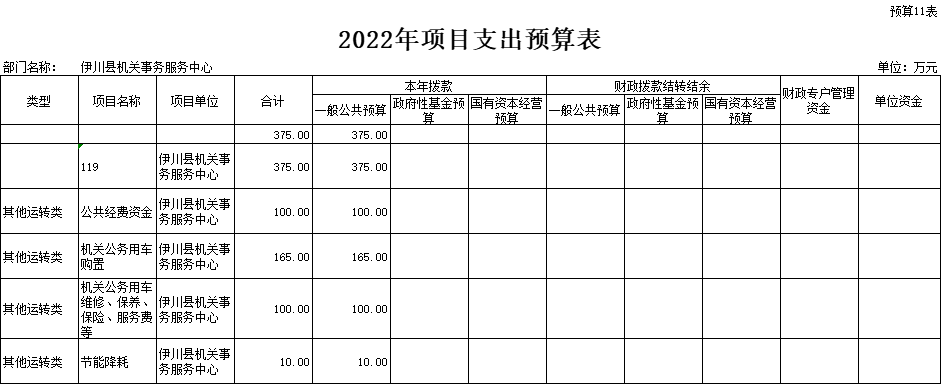 预算11表
2022年项目支出预算表
部门名称： 伊川县机关事务服务中心 单位：万元
类型 项目名称 项目单位 合计 本年拨款 财政拨款结转结余 财政专户管理资金 单位资金
一般公共预算 政府性基金预算 国有资本经营预算 一般公共预算 政府性基金预算 国有资本经营预算
375.00 375.00
119 伊川县机关事务服务中心 375.00 375.00
其他运转类 公共经费资金 伊川县机关事务服务中心 100.00 100.00
其他运转类 机关公务用车购置 伊川县机关事务服务中心 165.00 165.00
其他运转类 机关公务用车维修、保养、保险、服务费等 伊川县机关事务服务中心 100.00 100.00
其他运转类 节能降耗 伊川县机关事务服务中心 10.00 10.00